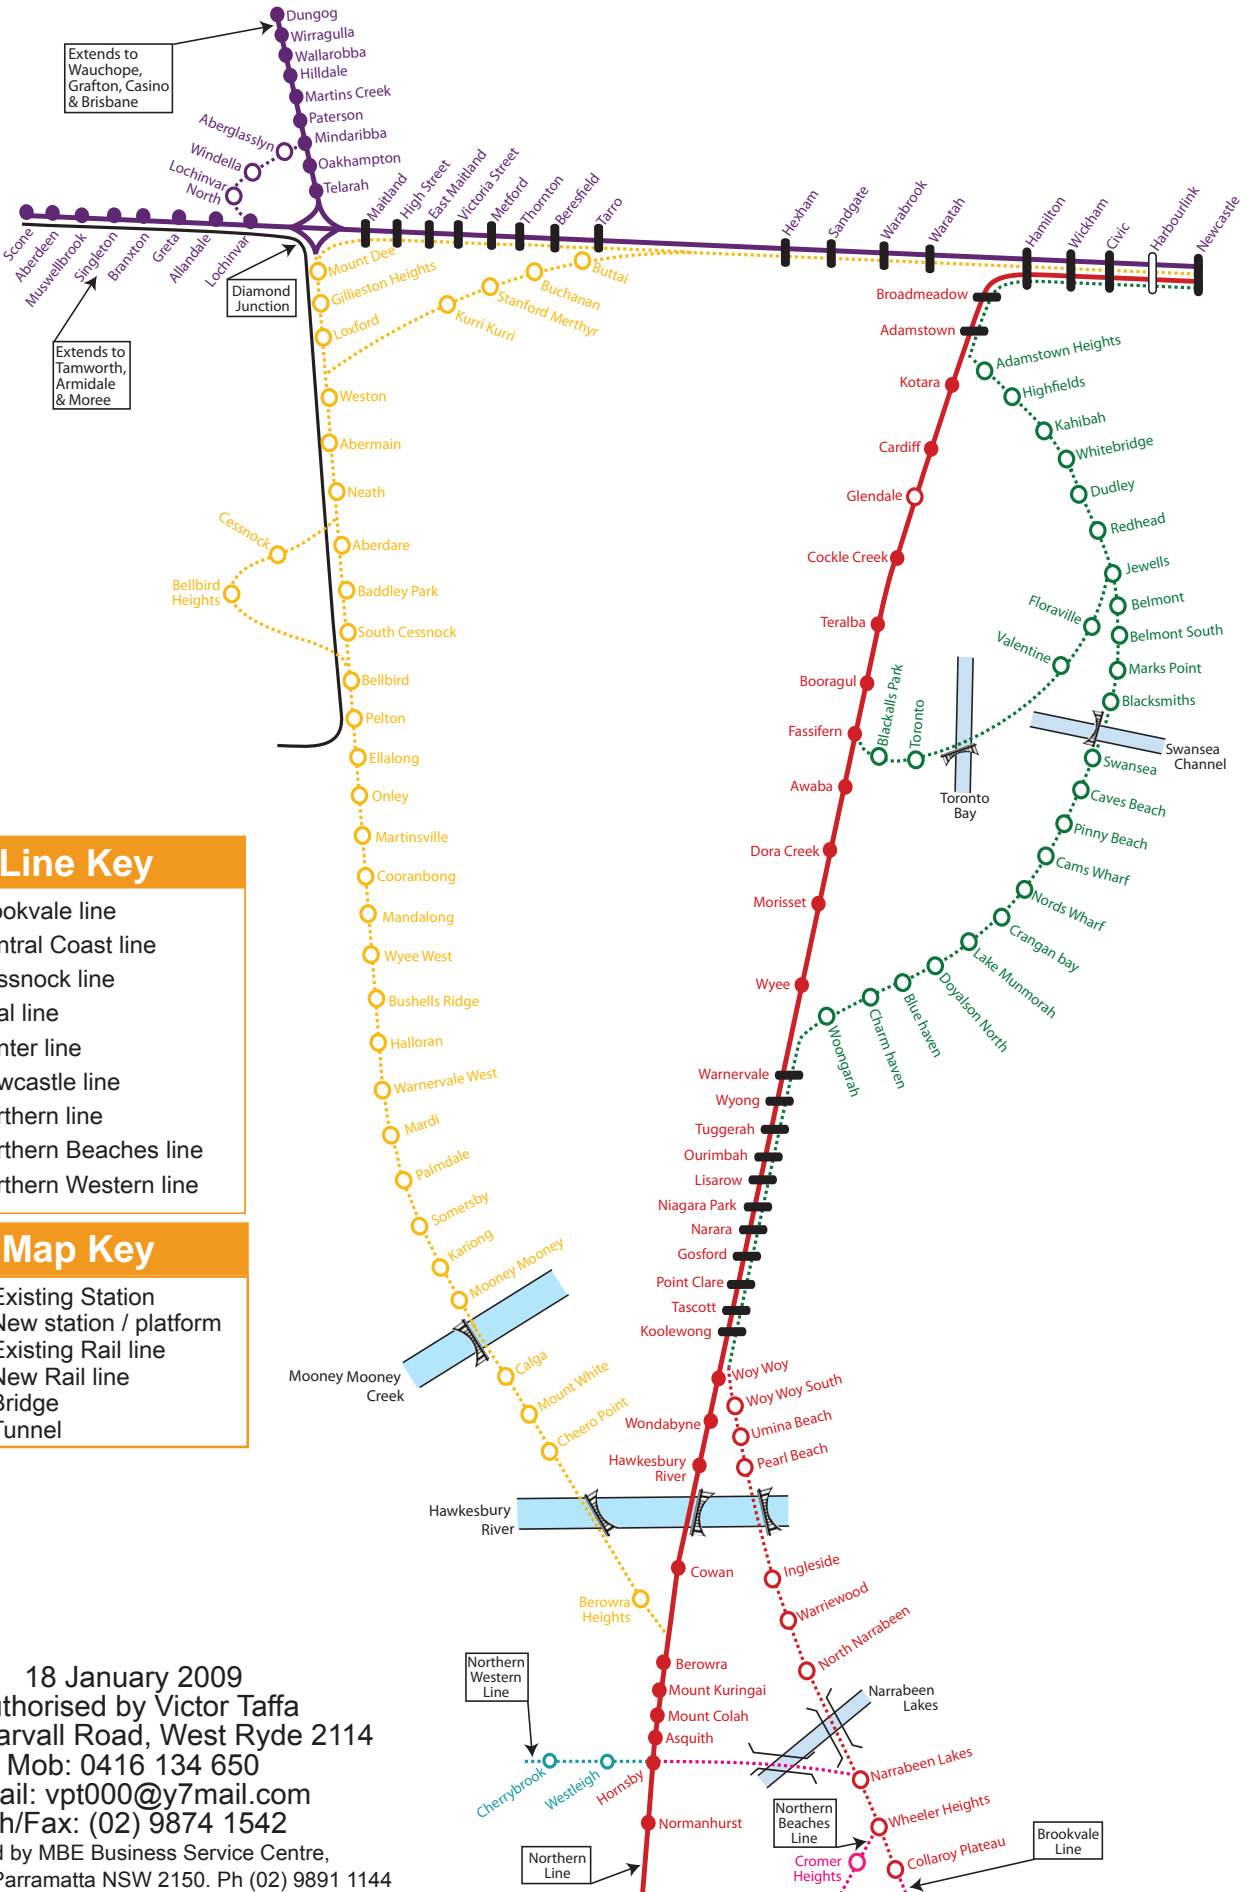 Dungog
Wirragulla
Wallarobba
Hilldale
Martins Creek
Paterson
Mindaribba
Oakhampton
Telarah
Extends to
Wauchope,
Grafton, Casino
& Brisbane
Aberglasslyn
Windella
Lochinvar
North
Scone
Aberdeen
Muswellbrook
Singleton
Branxton
Greta
Allandale
Lochinvar
Extends to
Tamworth,
Armidale
& Moree
Diamond
Junction
Maitland
High Street
East Maitland
Victoria Street
Metford
Thornton
Beresfield
Tarro
Hexham
Sandgate
Warabrook
Waratah
Hamilton
Wickham
Civic
Harbourlink
Newcastle
Mount Dee
Gillieston Heights
Loxford
Kurri Kurri
Stanford Merthyr
Buchanan
Buttai
Weston
Abermain
Neath
Cessnock
Bellbird
Heights
Aberdare
Baddley Park
South Cessnock
Bellbird
Pelton
Ellalong
Onley
Martinsville
Cooranbong
Mandalong
Wyee West
Bushells Ridge
Halloran
Warnervale West
Mardi
Palmdale
Somersby
Kariong
Mooney Mooney
Mooney Mooney
Creek
Calga
Mount White
Cheero Point
Hawkesbury
River
Berowra
Heights
Broadmeadow
Adamstown
Kotara
Cardiff
Glendale
Cockle Creek
Teralba
Booragul
Fassifern
Awaba
Dora Creek
Morisset
Wyee
Warnervale
Wyong
Tuggerah
Ourimbah
Lisarow
Niagara Park
Narara
Gosford
Point Clare
Tascott
Koolewong
Woy Woy
Wondabyne
Hawkesbury
River
Cowan
Berowra
Mount Kuringai
Mount Colah
Asquith
Hornsby
Normanhurst
Adamstown Heights
Highfields
Kahibah
Whitebridge
Dudley
Redhead
Jewells
Belmont
Belmont South
Marks Point
Blacksmiths
Floraville
Valentine
Blackalls Park
Toronto
Toronto
Bay
Swansea
Channel
Swansea
Caves Beach
Pinny Beach
Cams Wharf
Nords Wharf
Crangan bay
Lake Munmorah
Doyalson North
Blue haven
Charm haven
Woongarah
Woy Woy South
Umina Beach
Pearl Beach
Ingleside
Warriewood
North Narrabeen
Narrabeen
Lakes
Narrabeen Lakes
Wheeler Heights
Collaroy Plateau
Cromer
Heights
Northern
Western
Line
Cherrybrook
Westleigh
Northern
Line
Northern
Beaches
Line
Brookvale
Line
Line Key
ookvale line
ntral Coast line
ssnock line
al line
nter line
wcastle line
rthern line
rthern Beaches line
rthern Western line
Map Key
Existing Station
New station / platform
Existing Rail line
New Rail line
Bridge
Tunnel
18 January 2009
uthorised by Victor Taffa
arvall Road, West Ryde 2114
Mob: 0416 134 650
ail: vpt000@y7mail.com
h/Fax: (02) 9874 1542
d by MBE Business Service Centre,
Parramatta NSW 2150. Ph (02) 9891 1144